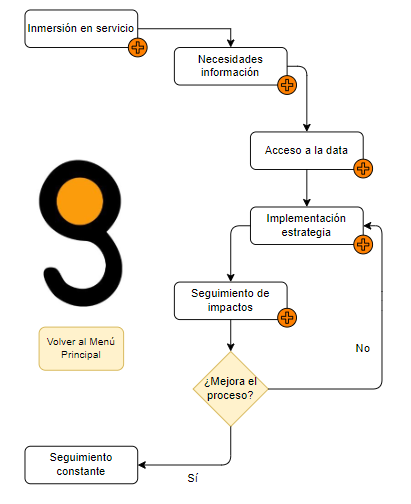 Inmersión en servicio
Necesidades
información
Acceso a la data
Implementación
estrategia
Seguimiento de
impactos
Volver al Menú
Principal
¿Mejora el
proceso?
No
Seguimiento
constante
Sí